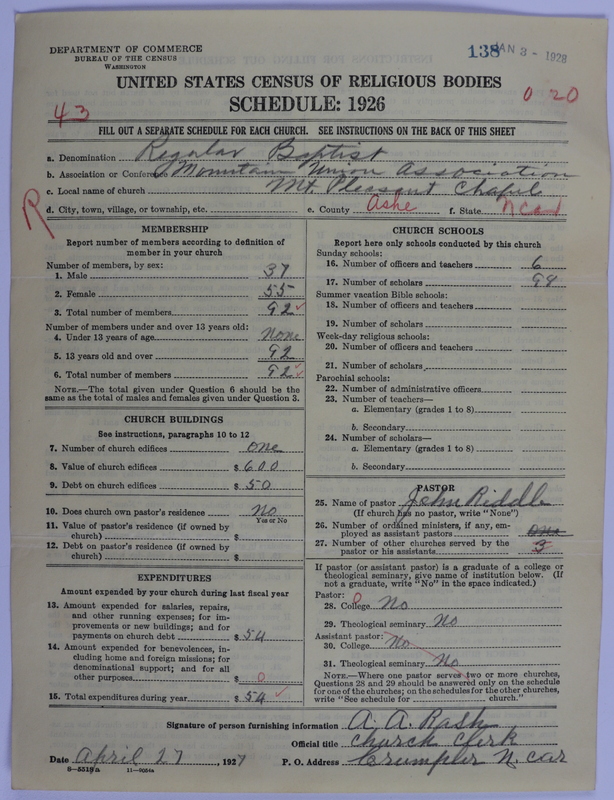 DEPARTMENT OF COMMERCE
BUREAU OF THE CENSUS
WASHINGTON
138 JAN 3 - 1928
UNITED STATES CENSUS OF RELIGIOUS BODIES
SCHEDULE: 1926
43
0 20
FILL OUT A SEPARATE SCHEDULE FOR EACH CHURCH. SEE INSTRUCTIONS ON THE BACK OF THIS SHEET
a. Denomination Regular Baptist
b. Association or Conference Mountain Union Association
c. Local name of church Mt. Pleasant Chapel
R
d. City, town, village, or township, etc. e. County Ashe f. State N Car
MEMBERSHIP
Report number of members according to definition of member in your church
Number of members, by sex:
1. Male 37
2. Female 55
3. Total number of members 92
Number of members under and over 13 years old:
4. Under 13 years of age None
5. 13 years old and over 92
6. Total number of members 92
NOTE.—The total given under Question 6 should be the
same as the total of males and females given under Question 3.
CHURCH BUILDINGS
See instructions, paragraphs 10 to 12
7. Number of church edifices one
8. Value of church edifices $ 600
9. Debt on church edifices $ 50
10. Does church own pastor's residence No
Yes or No
11. Value of pastor's residence (if owned by
church) $
12. Debt on pastor's residence (if owned by
church) $
EXPENDITURES
Amount expended by your church during last fiscal year
13. Amount expended for salaries, repairs,
and other running expenses; for im-
provements or new buildings; and for
payments on church debt $ 54
14. Amount expended for benevolences, in-
cluding home and foreign missions; for
denominational support; and for all
other purposes $ 0
15. Total expenditures during year $ 54
CHURCH SCHOOLS
Report here only schools conducted by this church
Sunday schools:
16. Number of officers and teachers 6
17. Number of scholars 98
Summer vacation Bible schools:
18. Number of officers and teachers
19. Number of scholars
Week-day religious schools:
20. Number of officers and teachers
21. Number of scholars
Parochial schools:
22. Number of administrative officers
23. Number of teachers—
a. Elementary (grades 1 to 8)
b. Secondary
24. Number of scholars—
a. Elementary (grades 1 to 8)
b. Secondary
PASTOR
25. Name of pastor John Riddle
(If church has no pastor, write "None")
26. Number of ordained ministers, if any, em-
ployed as assistant pastors one
27. Number of other churches served by the
pastor or his assistants 3
If pastor (or assistant pastor) is a graduate of a college or
theological seminary, give name of institution below. (If
not a graduate, write "No" in the space indicated.)
Pastor:
28. College No
29. Theological seminary No
Assistant pastor:
30. College No
31. Theological seminary No
NOTE.—Where one pastor serves two or more churches,
Questions 28 and 29 should be answered only on the schedule
for one of the churches; on the schedules for the other churches,
write "See schedule for church."
Signature of person furnishing information A. A. Rash
Official title Church Clerk
Date April 27, 1927 P. O. Address Crumpler N. Car
8-5518a 11-9054a